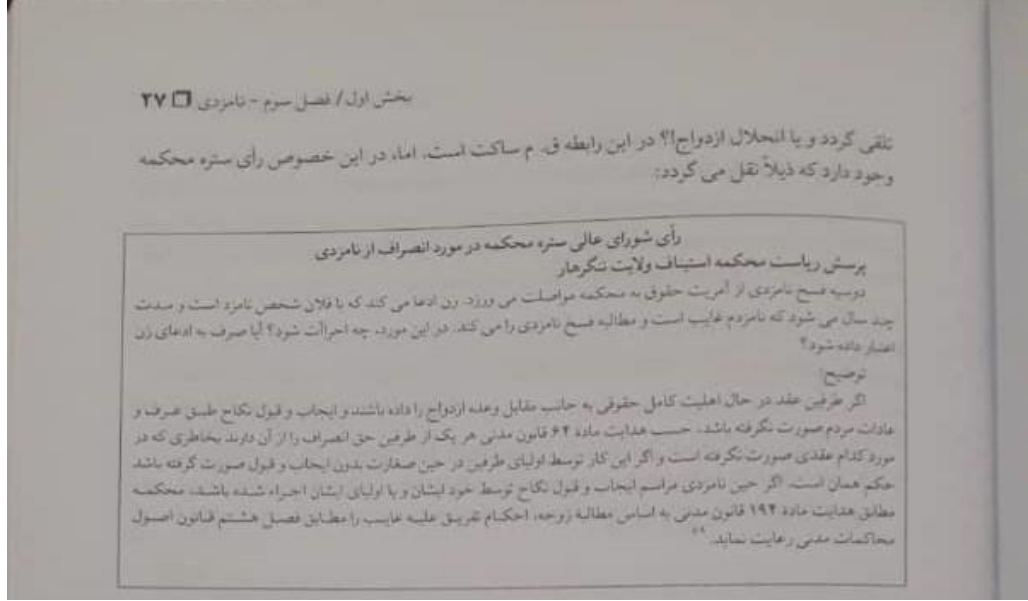 بخش اول / فصل سوم - نامزدی ❒ ۲۷
تلقی گردد و یا انحلال ازدواج!؟ در این رابطه ق. م ساکت است. اما، در این خصوص رأی ستره محکمه
وجود دارد که ذیلاً نقل می گردد:
رأی شورای عالی ستره محکمه در مورد انصراف از نامزدی
پرسش ریاست محکمه استیناف ولایت ننگرهار
دوسیه فسخ نامزدی از آمریت حقوق به محکمه مواصلت می ورزد. زن ادعا می کند که با فلان شخص نامزد است و مدت
چند سال می شود که نامزدم غایب است و مطالبه فسخ نامزدی را می کند. در این مورد، چه اجراآت شود؟ آیا صرف به ادعای زن
اعتبار داده شود؟
توضیح:
اگر طرفین عقد در حال اهلیت کامل حقوقی به جانب مقابل وعده ازدواج را داده باشند و ایجاب و قبول نکاح طبق عرف و
عادات مردم صورت نگرفته باشد، حسب هدایت ماده ۶۴ قانون مدنی هر یک از طرفین حق انصراف را از آن دارند بخاطری که در
مورد کدام عقدی صورت نگرفته است و اگر این کار توسط اولیای طرفین در حین صغارت بدون ایجاب و قبول صورت گرفته باشد
حکم همان است. اگر حین نامزدی مراسم ایجاب و قبول نکاح توسط خود ایشان و یا اولیای ایشان اجراء شده باشد، محکمه
مطابق هدایت ماده ۱۹۴ قانون مدنی به اساس مطالبه زوجه، احکام تفریق علیه غایب را مطابق فصل هشتم قانون اصول
محاکمات مدنی رعایت نماید.